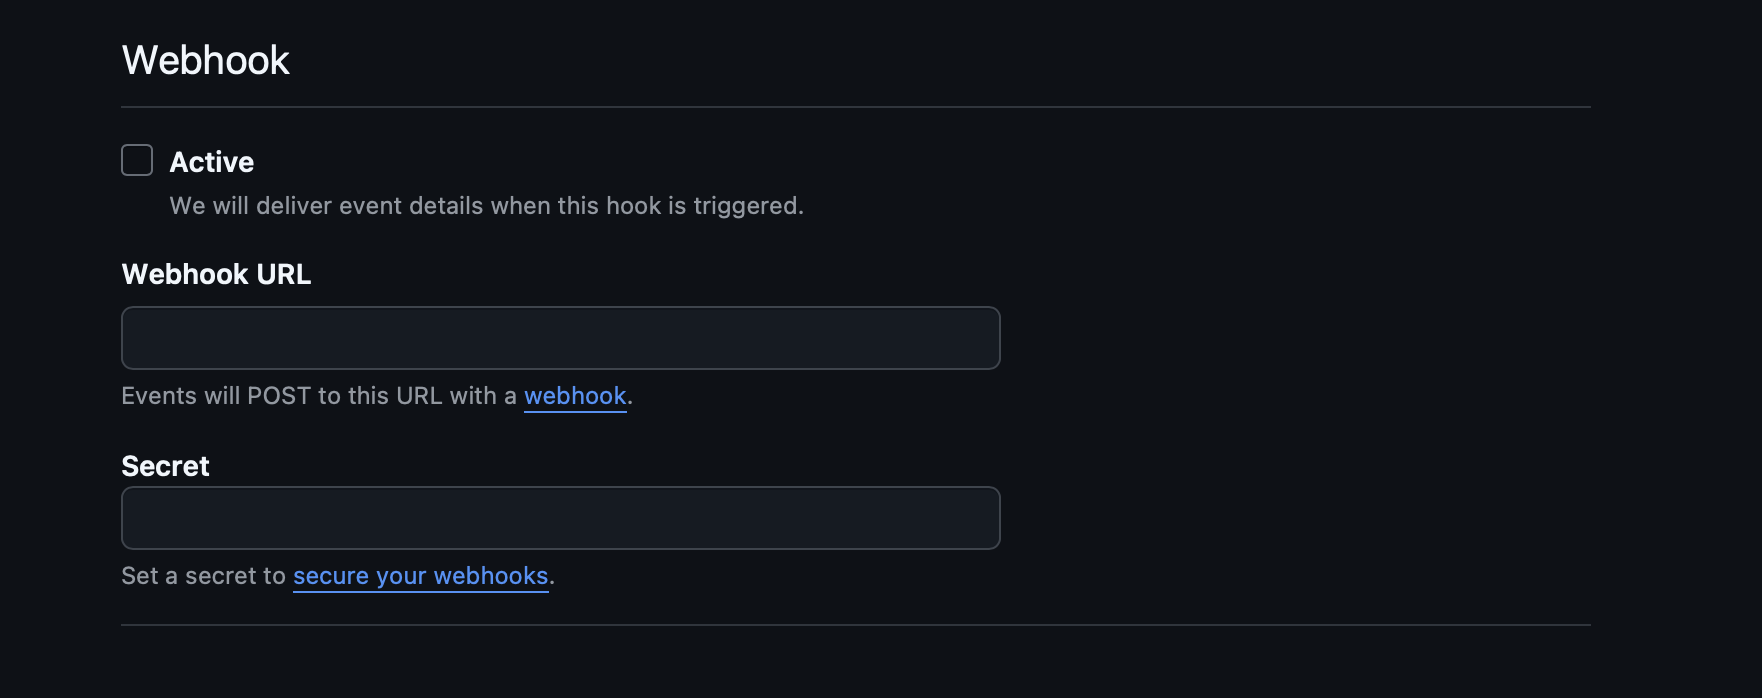 Webhook
Active
We will deliver event details when this hook is triggered.
Webhook URL
Events will POST to this URL with a webhook.
Secret
Set a secret to secure your webhooks.